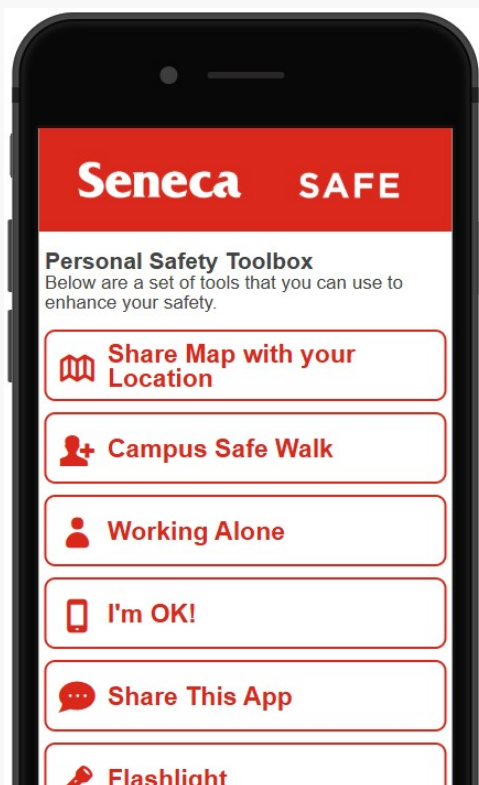 Seneca SAFE
Personal Safety Toolbox
Below are a set of tools that you can use to
enhance your safety.
Share Map with your
Location
Campus Safe Walk
Working Alone
I'm OK!
Share This App
Flashlight